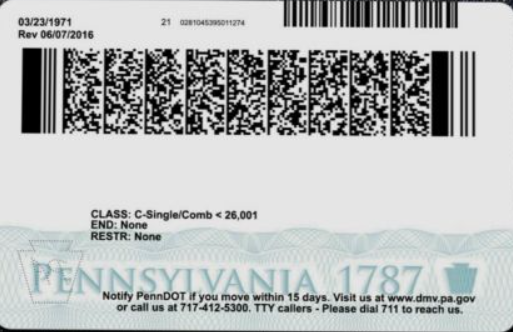 03/23/1971
21 0281045395011274
Rev 06/07/2016
CLASS: C-Single/Comb < 26,001
END: None
RESTR: None
PENNSYLVANIA 1787
Notify PennDOT if you move within 15 days. Visit us at www.dmv.pa.gov
or call us at 717-412-5300. TTY callers - Please dial 711 to reach us.